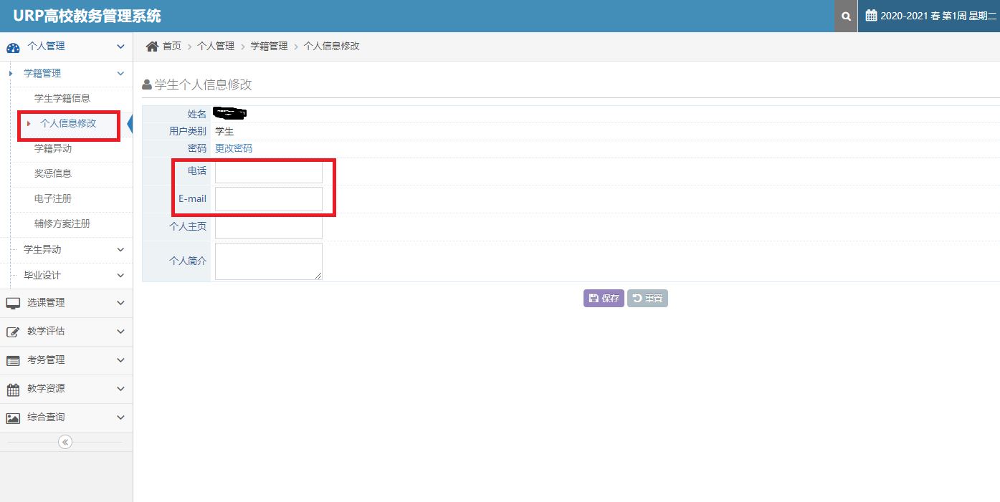 URP高校教务管理系统
2020-2021 春 第1周 星期二
个人管理
首页 个人管理 学籍管理 个人信息修改
学籍管理
学生学籍信息
个人信息修改
学籍异动
奖惩信息
电子注册
辅修方案注册
学生异动
毕业设计
选课管理
教学评估
考务管理
教学资源
综合查询
学生个人信息修改
姓名
用户类别 学生
密码 更改密码
电话
E-mail
个人主页
个人简介
保存 重置